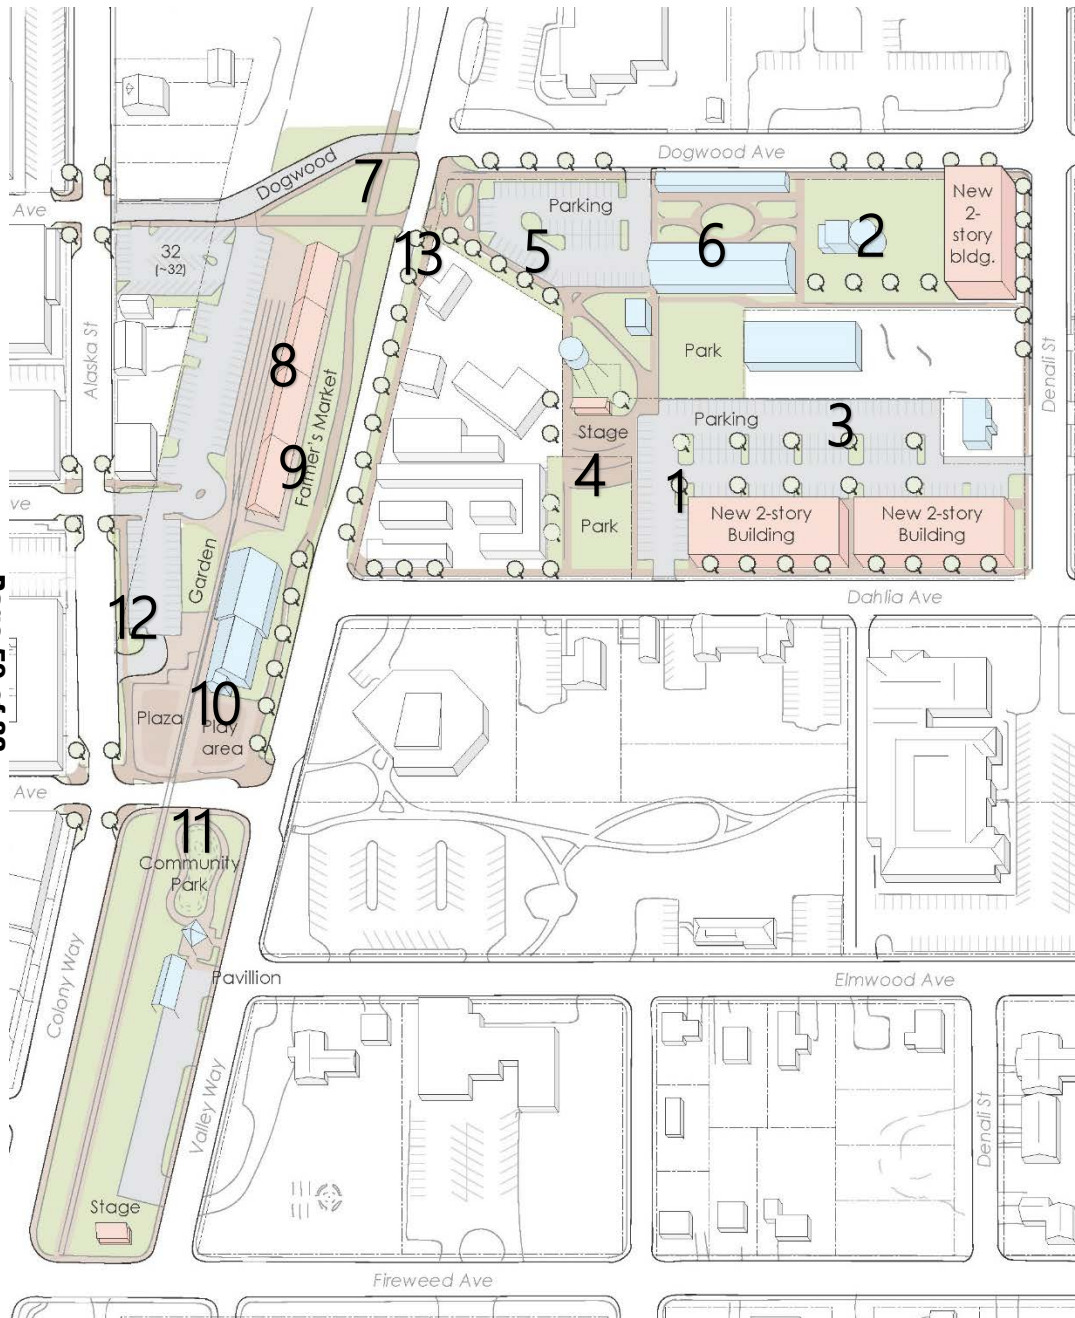 Dogwood Ave
Dogwood
7
Ave
Parking
New
2-
story
bldg.
13
5
6
2
32
(~32)
Alaska St
8
Farmer's Market
Park
Denali St
Parking
3
Stage
9
4
1
ve
Park
New 2-story
Building
New 2-story
Building
Garden
12
Dahlia Ave
10
Plaza
Play
area
Ave
11
Community
Park
Colony Way
Pavillion
Elmwood Ave
Valley Way
Denali St
Stage
Fireweed Ave